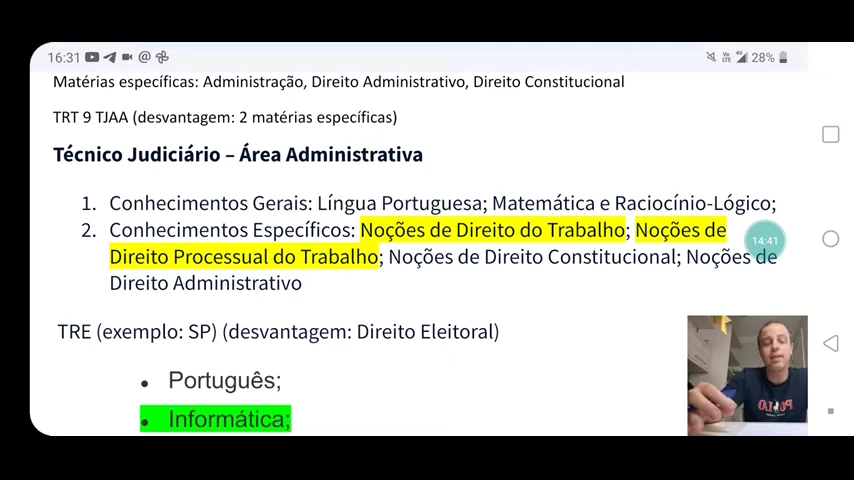 16:31
28%
Matérias específicas: Administração, Direito Administrativo, Direito Constitucional
TRT 9 TJAA (desvantagem: 2 matérias específicas)
Técnico Judiciário – Área Administrativa
1. Conhecimentos Gerais: Língua Portuguesa; Matemática e Raciocínio-Lógico;
2. Conhecimentos Específicos: Noções de Direito do Trabalho; Noções de
Direito Processual do Trabalho; Noções de Direito Constitucional; Noções de
Direito Administrativo
14:41
TRE (exemplo: SP) (desvantagem: Direito Eleitoral)
• Português;
• Informática;